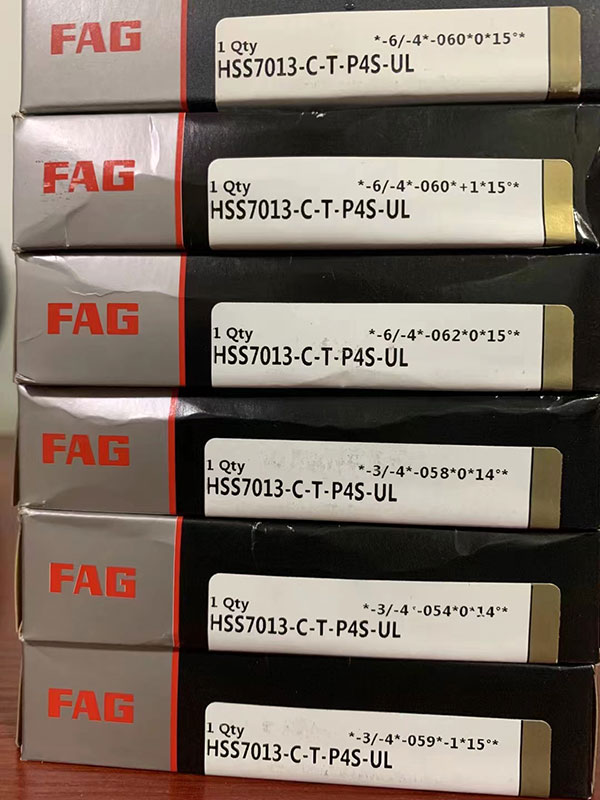 FAG
1 Qty *-6/-4*-060*0*15°*
HSS7013-C-T-P4S-UL
FAG
1 Qty *-6/-4*-060*+1*15°*
HSS7013-C-T-P4S-UL
FAG
1 Qty *-6/-4*-062*0*15°*
HSS7013-C-T-P4S-UL
FAG
1 Qty *-3/-4*-058*0*14°*
HSS7013-C-T-P4S-UL
FAG
1 Qty *-3/-4*-054*0*14°*
HSS7013-C-T-P4S-UL
FAG
1 Qty *-3/-4*-059*-1*15°*
HSS7013-C-T-P4S-UL